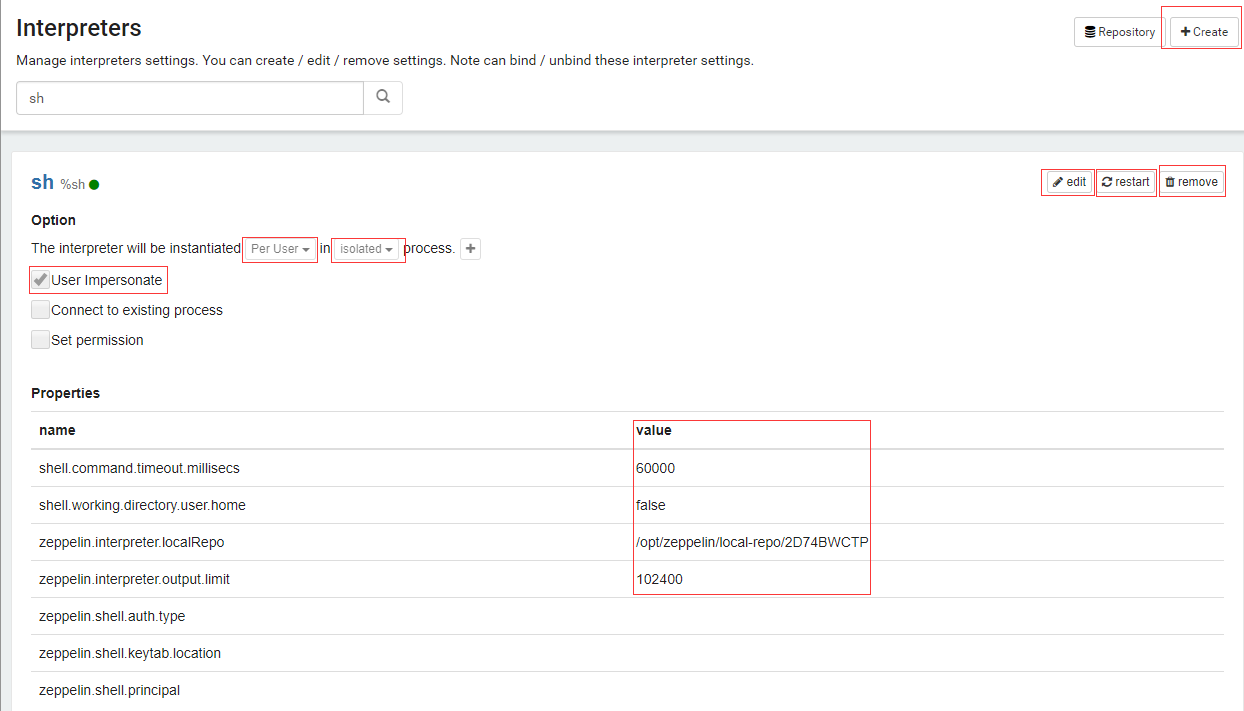 Interpreters
Repository
Create
Manage interpreters settings. You can create / edit / remove settings. Note can bind / unbind these interpreter settings.
sh
sh %sh
edit
restart
remove
Option
The interpreter will be instantiated Per User in isolated process.
User Impersonate
Connect to existing process
Set permission
Properties
name value
shell.command.timeout.millisecs 60000
shell.working.directory.user.home false
zeppelin.interpreter.localRepo /opt/zeppelin/local-repo/2D74BWCTP
zeppelin.interpreter.output.limit 102400
zeppelin.shell.auth.type
zeppelin.shell.keytab.location
zeppelin.shell.principal